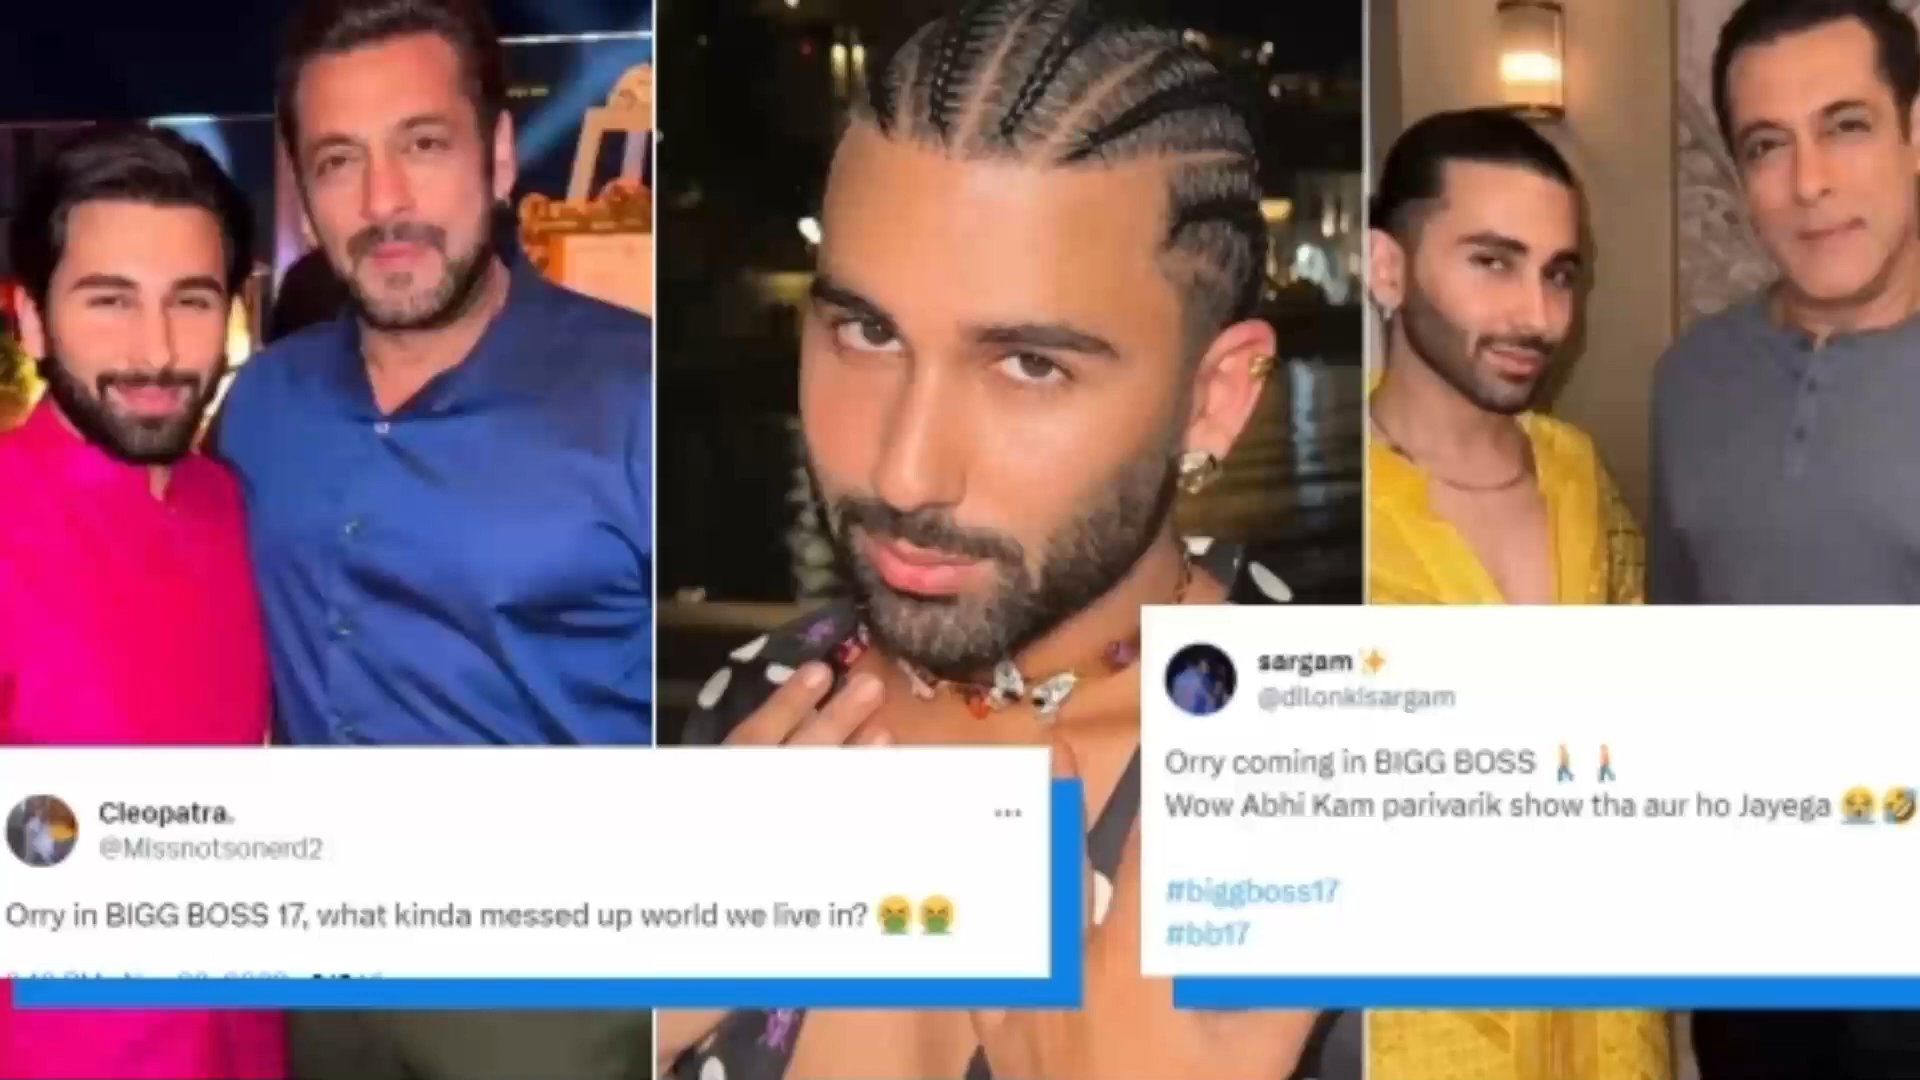 Cleopatra.
@Missnotsonerd2
Orry in BIGG BOSS 17, what kinda messed up world we live in? 🤮🤮
sargam✨
@dilonkisargam
Orry coming in BIGG BOSS 🚶🚶
Wow Abhi Kam parivarik show tha aur ho Jayega 😭🤣
#biggboss17
#bb17